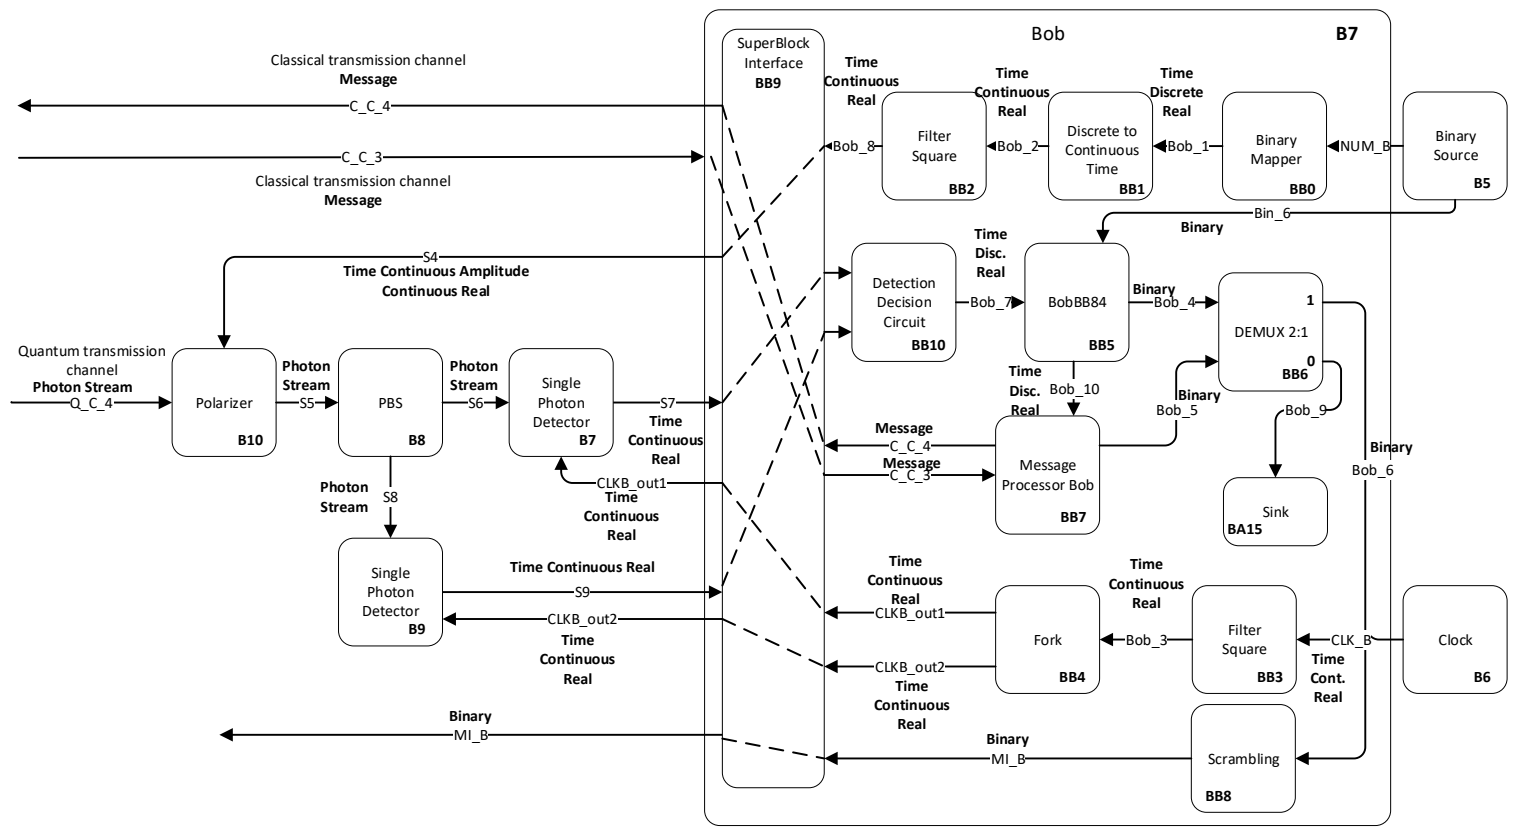 Bob
B7
SuperBlock
Interface
BB9
Classical transmission channel
Message
C_C_4
C_C_3
Classical transmission channel
Message
Time
Continuous
Real
Bob_8
Filter
Square
BB2
Time
Continuous
Real
Bob_2
Discrete to
Continuous
Time
BB1
Time
Discrete
Real
Bob_1
Binary
Mapper
BB0
NUM_B
Binary
Source
B5
Bin_6
Binary
S4
Time Continuous Amplitude
Continuous Real
Detection
Decision
Circuit
BB10
Time
Disc.
Real
Bob_7
BobBB84
BB5
Binary
Bob_4
1
DEMUX 2:1
0
BB6
Quantum transmission
channel
Photon Stream
Q_C_4
Polarizer
B10
Photon
Stream
S5
PBS
B8
Photon
Stream
S6
Single
Photon
Detector
B7
S7
Time
Continuous
Real
Time
Disc.
Real
Bob_10
Binary
Bob_5
Bob_9
Message
C_C_4
Message
C_C_3
Message
Processor Bob
BB7
Binary
Bob_6
Sink
BA15
CLKB_out1
Time
Continuous
Real
Photon
Stream
S8
Single
Photon
Detector
B9
Time Continuous Real
S9
CLKB_out2
Time
Continuous
Real
Time
Continuous
Real
CLKB_out1
CLKB_out2
Time
Continuous
Real
Fork
BB4
Time
Continuous
Real
Bob_3
Filter
Square
BB3
CLK_B
Time
Cont.
Real
Clock
B6
Binary
MI_B
Binary
MI_B
Scrambling
BB8